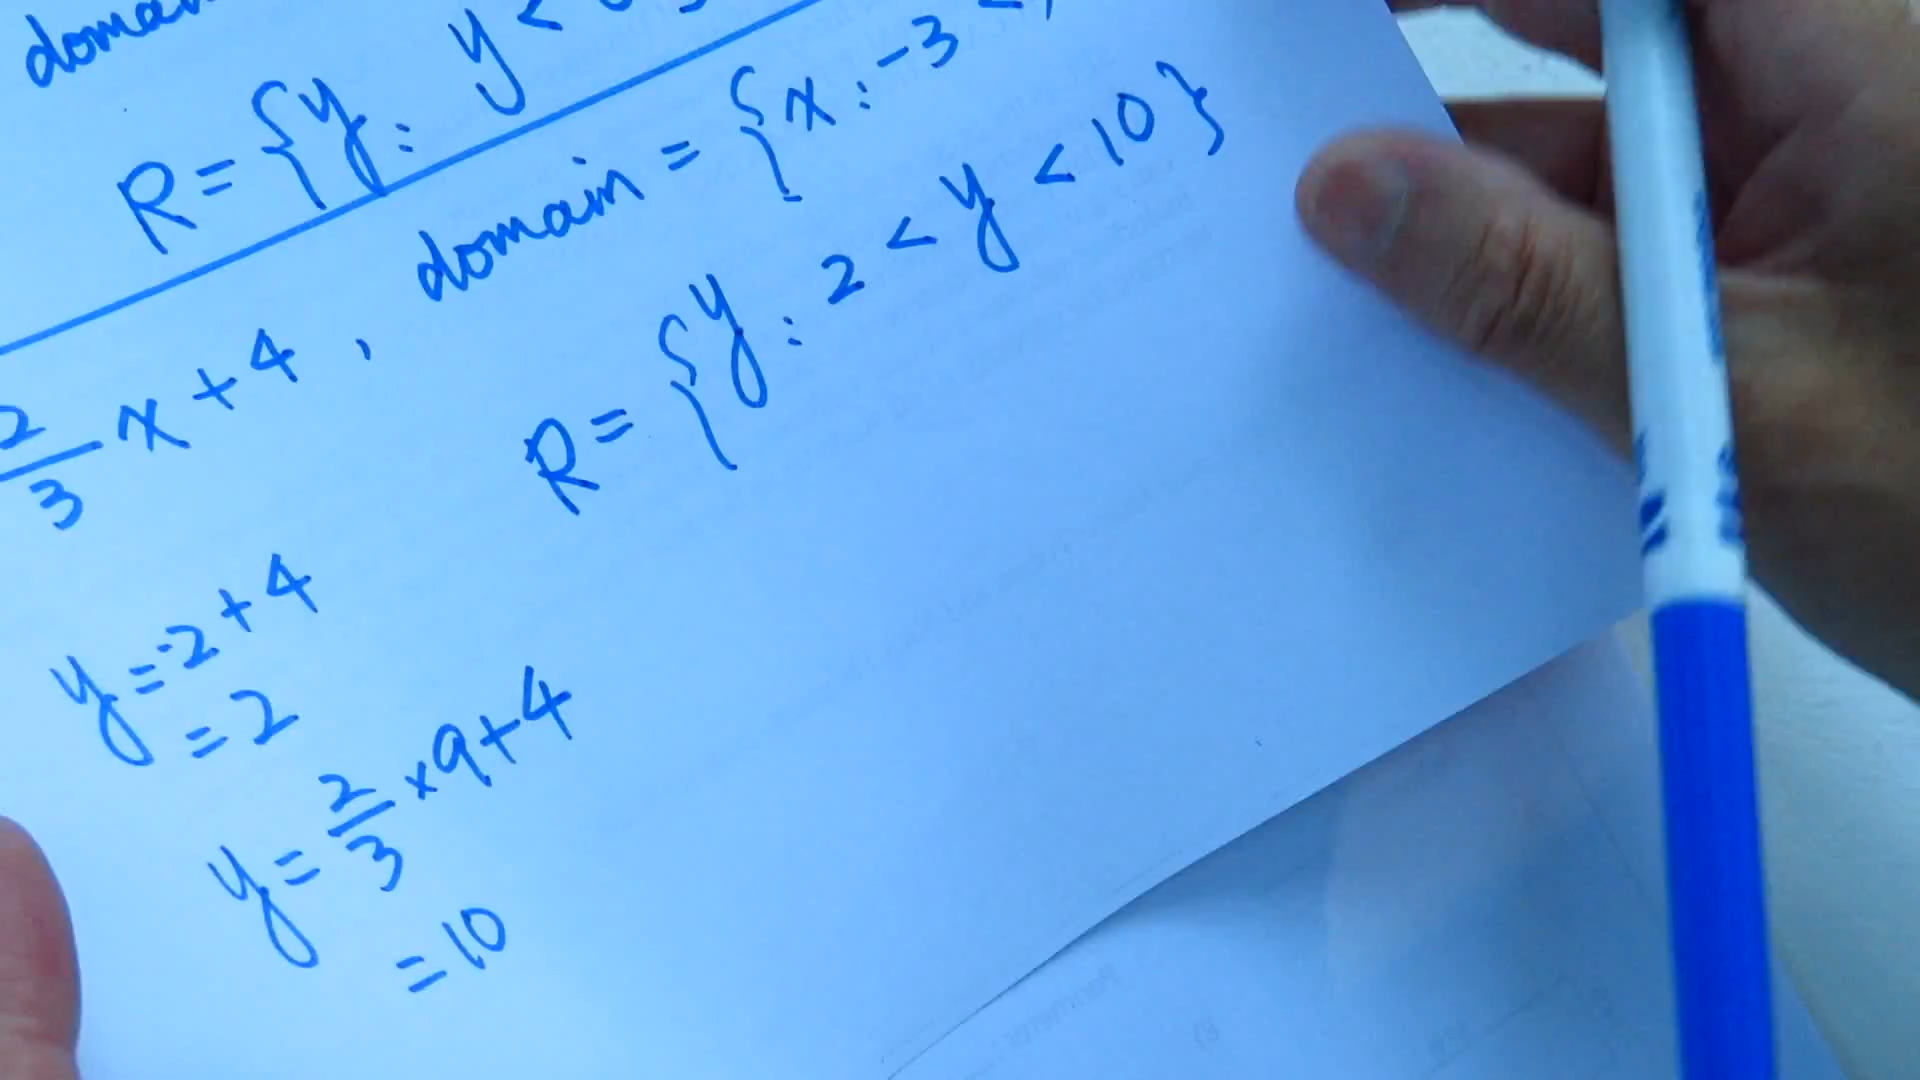 domain
R = {y : y <
2/3 x + 4 , domain = {x : -3 <
R = {y : 2 < y < 10}
y = -2 + 4
= 2
y = 2/3 × 9 + 4
= 10